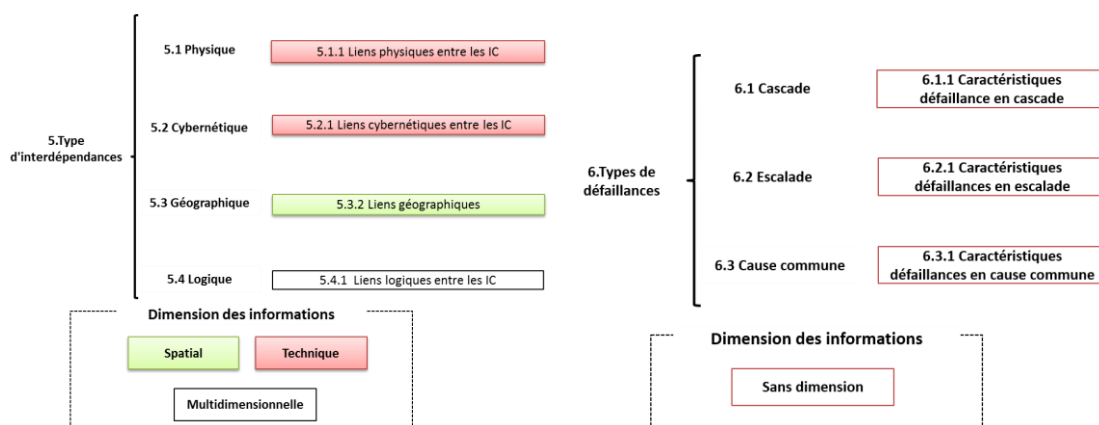 5.Type
d'interdépendances
5.1 Physique
5.1.1 Liens physiques entre les IC
5.2 Cybernétique
5.2.1 Liens cybernétiques entre les IC
5.3 Géographique
5.3.2 Liens géographiques
5.4 Logique
5.4.1 Liens logiques entre les IC
Dimension des informations
Spatial
Technique
Multidimensionnelle
6.Types de
défaillances
6.1 Cascade
6.1.1 Caractéristiques
défaillance en cascade
6.2 Escalade
6.2.1 Caractéristiques
défaillances en escalade
6.3 Cause commune
6.3.1 Caractéristiques
défaillances en cause commune
Dimension des informations
Sans dimension